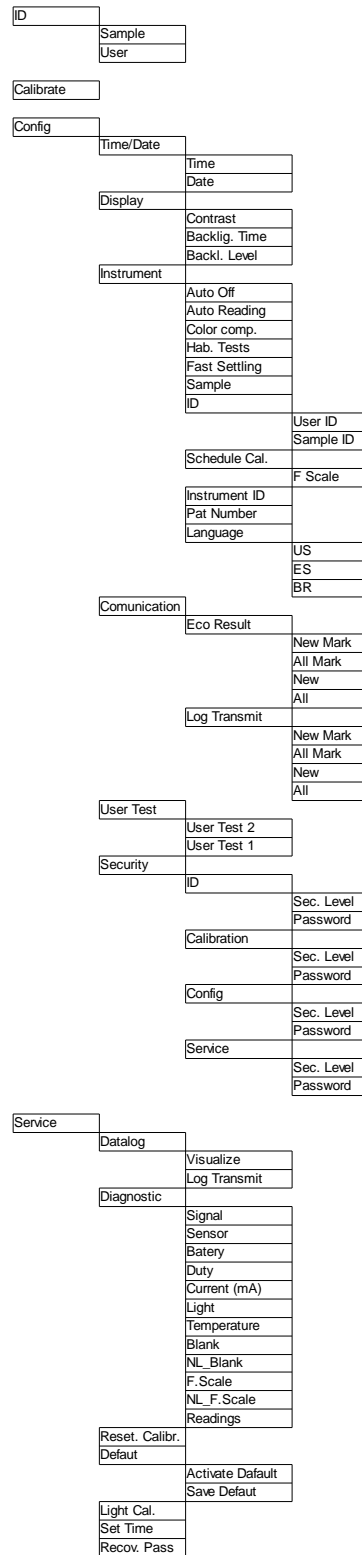 ID
Sample
User
Calibrate
Config
Time/Date
Time
Date
Display
Contrast
Backlig. Time
Backl. Level
Instrument
Auto Off
Auto Reading
Color comp.
Hab. Tests
Fast Settling
Sample
ID
User ID
Sample ID
Schedule Cal.
F Scale
Instrument ID
Pat Number
Language
US
ES
BR
Comunication
Eco Result
New Mark
All Mark
New
All
Log Transmit
New Mark
All Mark
New
All
User Test
User Test 2
User Test 1
Security
ID
Sec. Level
Password
Calibration
Sec. Level
Password
Config
Sec. Level
Password
Service
Sec. Level
Password
Service
Datalog
Visualize
Log Transmit
Diagnostic
Signal
Sensor
Batery
Duty
Current (mA)
Light
Temperature
Blank
NL_Blank
F.Scale
NL_F.Scale
Readings
Reset. Calibr.
Defaut
Activate Dafault
Save Defaut
Light Cal.
Set Time
Recov. Pass